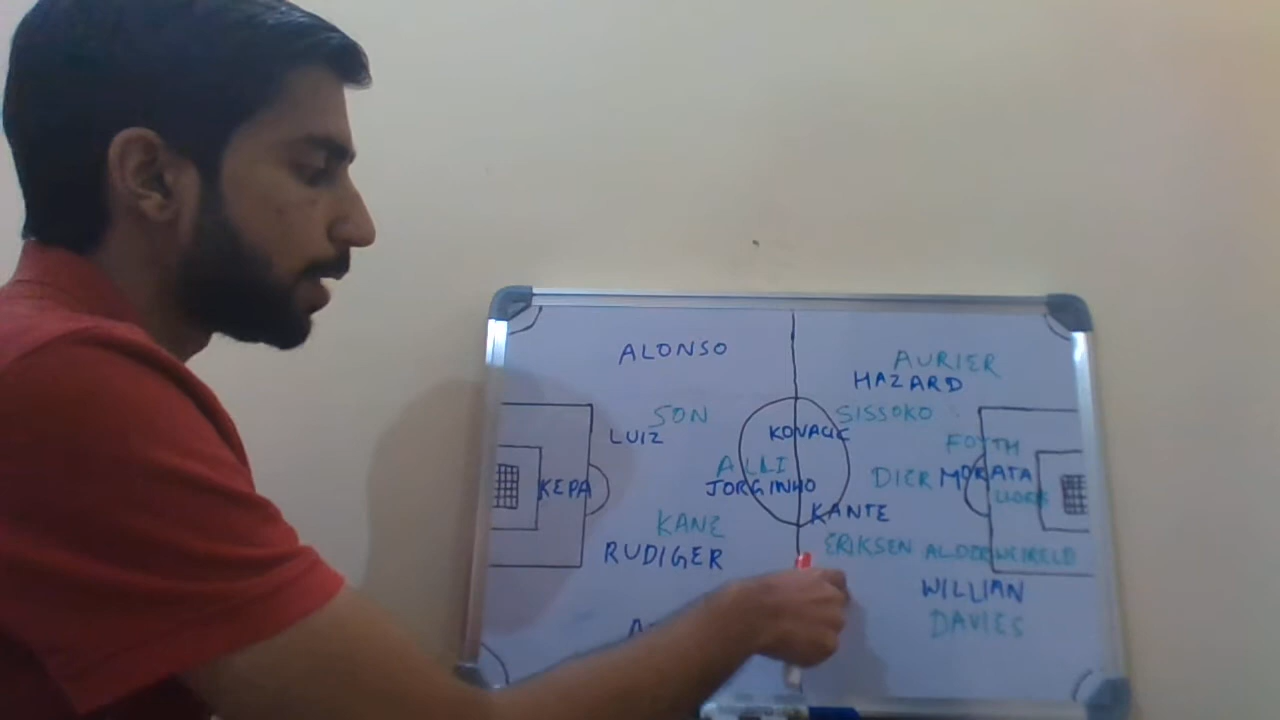 ALONSO
AURIER
HAZARD
SON
SISSOKO
LUIZ
KOVACIC
FOYTH
ALLI
DIER
MORATA
KEPA
JORGINHO
KANTE
KANE
RUDIGER
ERIKSEN
ALDERWEIRELD
WILLIAN
DAVIES